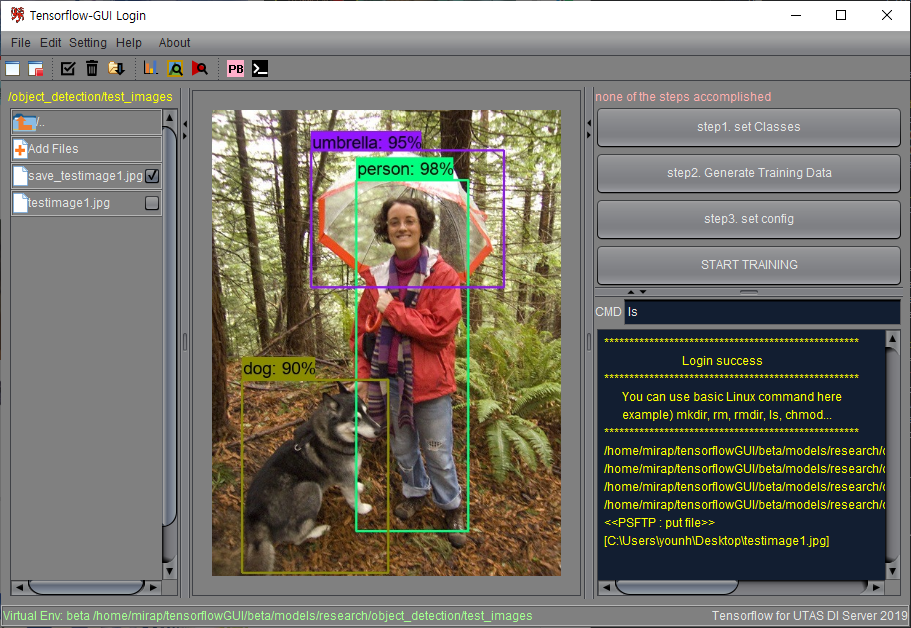 Tensorflow-GUI Login
File Edit Setting Help About
PB
/object_detection/test_images
/..
Add Files
save_testimage1.jpg
testimage1.jpg
umbrella: 95%
person: 98%
dog: 90%
none of the steps accomplished
step1. set Classes
step2. Generate Training Data
step3. set config
START TRAINING
CMD ls
**************************************************
Login success
**************************************************
You can use basic Linux command here
example) mkdir, rm, rmdir, ls, chmod...
**************************************************
/home/mirap/tensorflowGUI/beta/models/research/
/home/mirap/tensorflowGUI/beta/models/research/
/home/mirap/tensorflowGUI/beta/models/research/
/home/mirap/tensorflowGUI/beta/models/research/
<<PSFTP : put file>>
[C:\Users\younh\Desktop\testimage1.jpg]
Virtual Env: beta /home/mirap/tensorflowGUI/beta/models/research/object_detection/test_images
Tensorflow for UTAS DI Server 2019